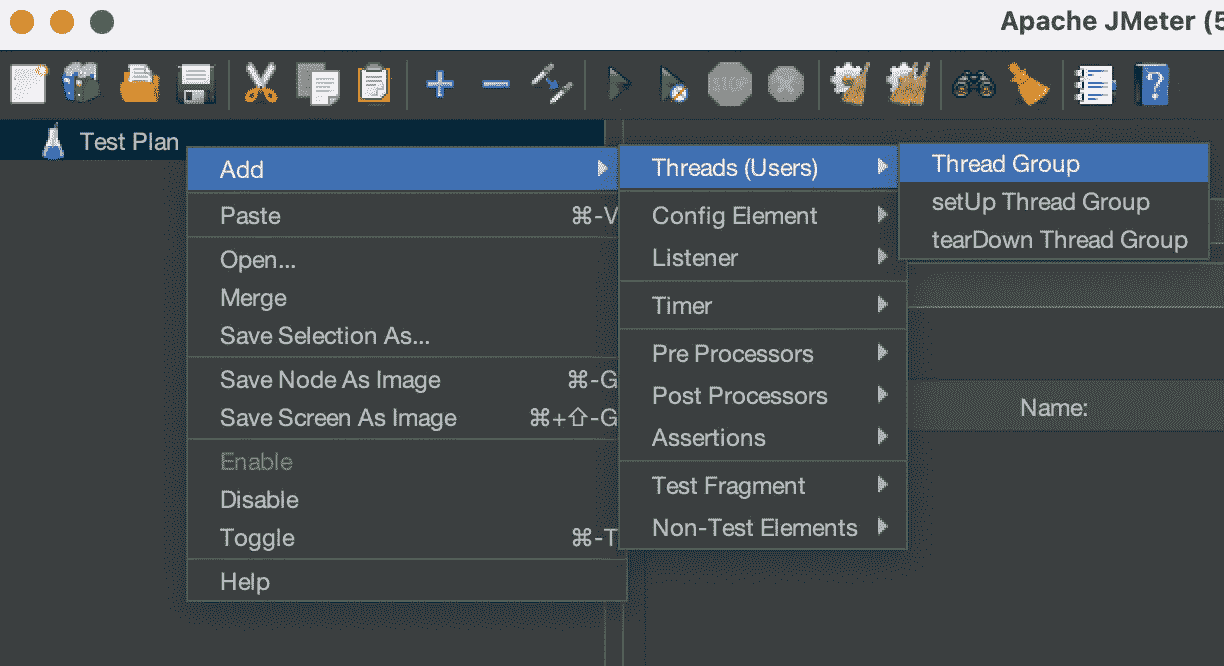 Apache JMeter (5
STOP
Test Plan
Add
Paste ⌘-V
Open...
Merge
Save Selection As...
Save Node As Image ⌘-G
Save Screen As Image ⌘+⇧-G
Enable
Disable
Toggle ⌘-T
Help
Threads (Users)
Config Element
Listener
Timer
Pre Processors
Post Processors
Assertions
Test Fragment
Non-Test Elements
Thread Group
setUp Thread Group
tearDown Thread Group
Name: